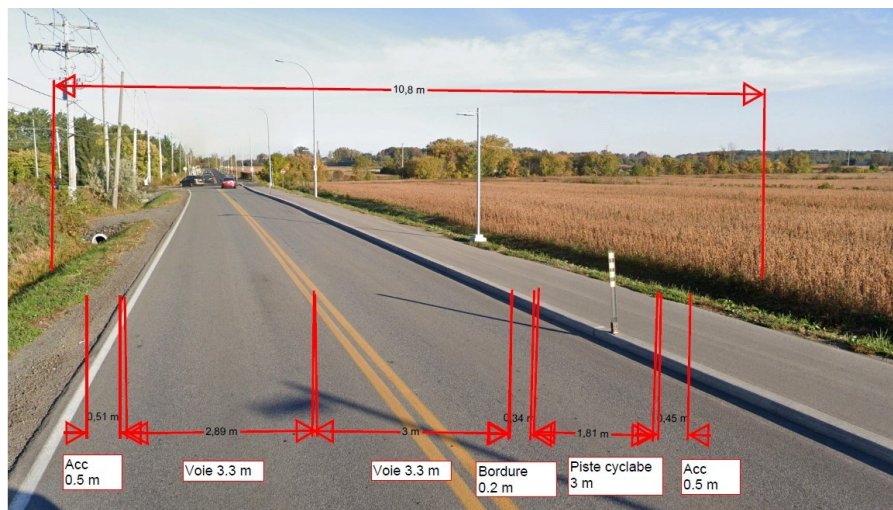 10,8 m
0,51 m
2,89 m
3 m
0,34 m
1,81 m
0,45 m
Acc
0.5 m
Voie 3.3 m
Voie 3.3 m
Bordure
0.2 m
Piste cyclabe
3 m
Acc
0.5 m